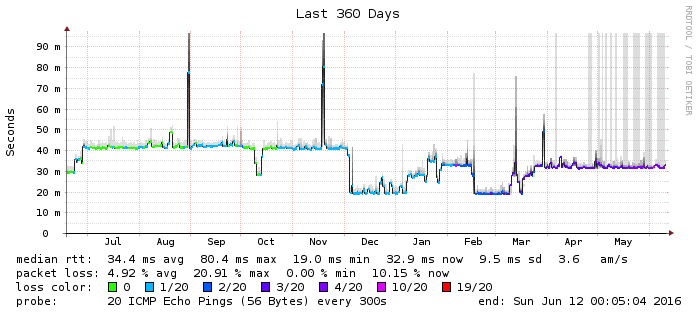 Last 360 Days
RRDTOOL / TOBI OETIKER
Seconds
90 m
80 m
70 m
60 m
50 m
40 m
30 m
20 m
10 m
0
Jul Aug Sep Oct Nov Dec Jan Feb Mar Apr May
median rtt: 34.4 ms avg 80.4 ms max 19.0 ms min 32.9 ms now 9.5 ms sd 3.6 am/s
packet loss: 4.92 % avg 20.91 % max 0.00 % min 10.15 % now
loss color: 0 1/20 2/20 3/20 4/20 10/20 19/20
probe: 20 ICMP Echo Pings (56 Bytes) every 300s end: Sun Jun 12 00:05:04 2016